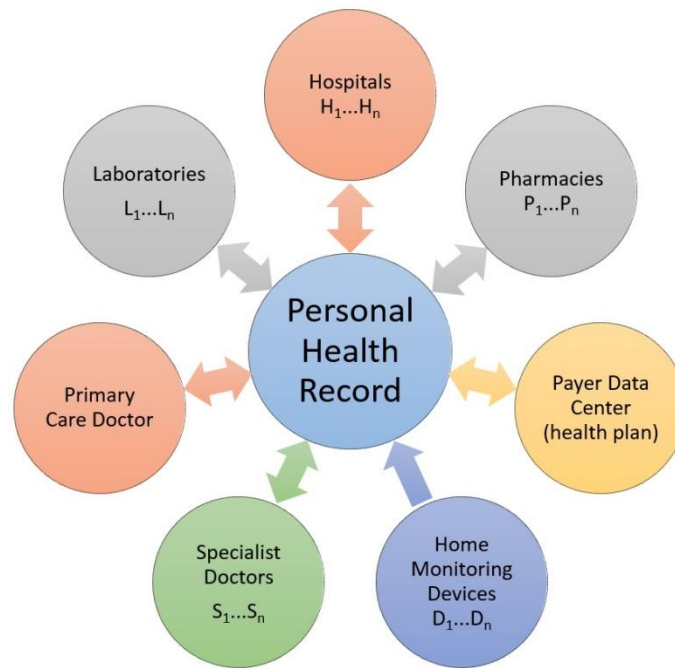 Hospitals
H₁...Hₙ
Laboratories
L₁...Lₙ
Pharmacies
P₁...Pₙ
Personal
Health
Record
Primary
Care Doctor
Payer Data
Center
(health plan)
Specialist
Doctors
S₁...Sₙ
Home
Monitoring
Devices
D₁...Dₙ